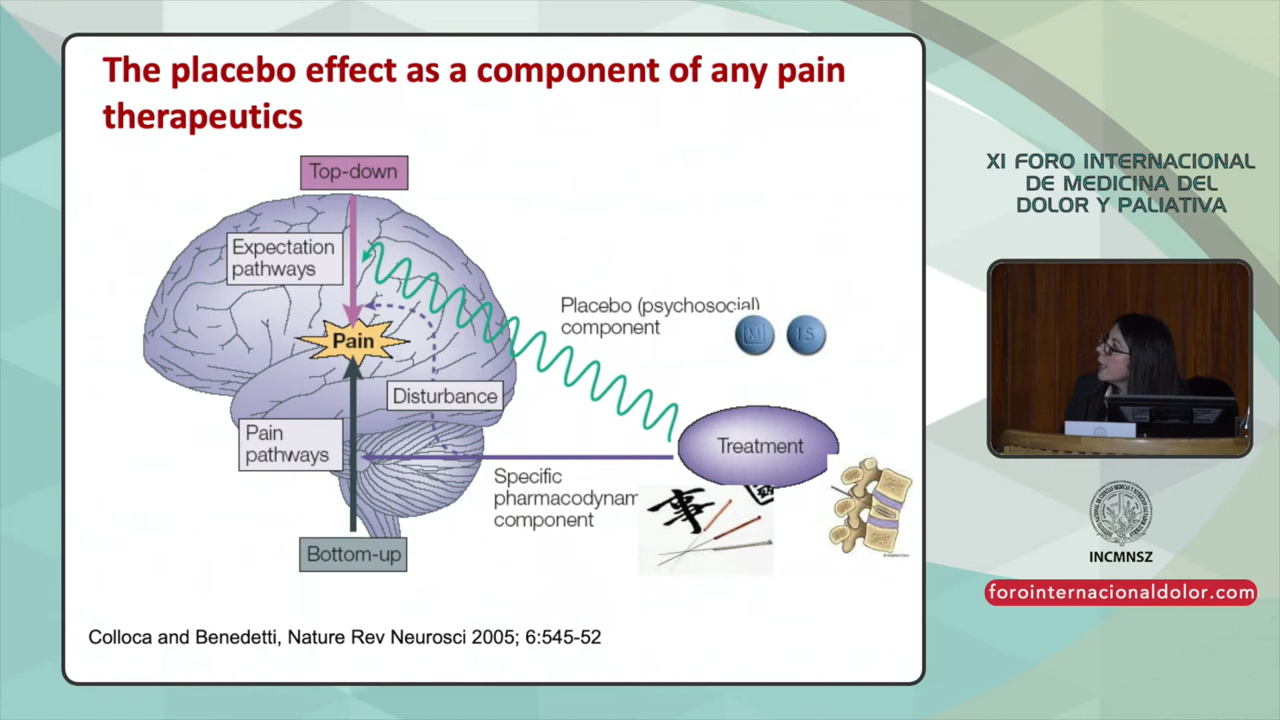 The placebo effect as a component of any pain
therapeutics
Top-down
Expectation
pathways
Pain
Disturbance
Pain
pathways
Bottom-up
Placebo (psychosocial)
component
M
15
Treatment
Specific
pharmacodynam
component
事
Colloca and Benedetti, Nature Rev Neurosci 2005; 6:545-52
XI FORO INTERNACIONAL
DE MEDICINA DEL
DOLOR Y PALIATIVA
INCMNSZ
forointernacionaldolor.com